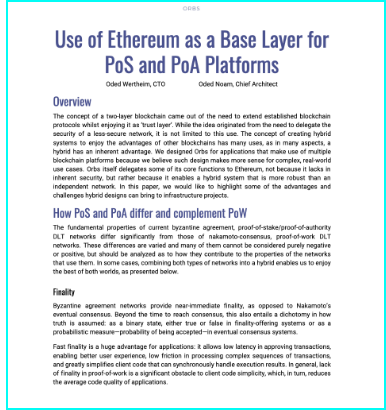 ORBS
Use of Ethereum as a Base Layer for
PoS and PoA Platforms
Oded Wertheim, CTO Oded Noam, Chief Architect
Overview
The concept of a two-layer blockchain came out of the need to extend established blockchain
protocols whilst enjoying it as 'trust layer'. While the idea originated from the need to delegate the
security of a less-secure network, it is not limited to this use. The concept of creating hybrid
systems to enjoy the advantages of other blockchains has many uses, as in many aspects, a
hybrid has an inherent advantage. We designed Orbs for applications that make use of multiple
blockchain platforms because we believe such design makes more sense for complex, real-world
use cases. Orbs itself delegates some of its core functions to Ethereum, not because it lacks in
inherent security, but rather because it enables a hybrid system that is more robust than an
independent network. In this paper, we would like to highlight some of the advantages and
challenges hybrid designs can bring to infrastructure projects.
How PoS and PoA differ and complement PoW
The fundamental properties of current byzantine agreement, proof-of-stake/proof-of-authority
DLT networks differ significantly from those of nakamoto-consensus, proof-of-work DLT
networks. These differences are varied and many of them cannot be considered purely negative
or positive, but should be analyzed as to how they contribute to the properties of the networks
that use them. In some cases, combining both types of networks into a hybrid enables us to enjoy
the best of both worlds, as presented below.
Finality
Byzantine agreement networks provide near-immediate finality, as opposed to Nakamoto's
eventual consensus. Beyond the time to reach consensus, this also entails a dichotomy in how
truth is assumed: as a binary state, either true or false in finality-offering systems or as a
probabilistic measure—probability of being accepted—in eventual consensus systems.
Fast finality is a huge advantage for applications: it allows low latency in approving transactions,
enabling better user experience, low friction in processing complex sequences of transactions,
and greatly simplifies client code that can synchronously handle execution results. In general, lack
of finality in proof-of-work is a significant obstacle to client code simplicity, which, in turn, reduces
the average code quality of applications.